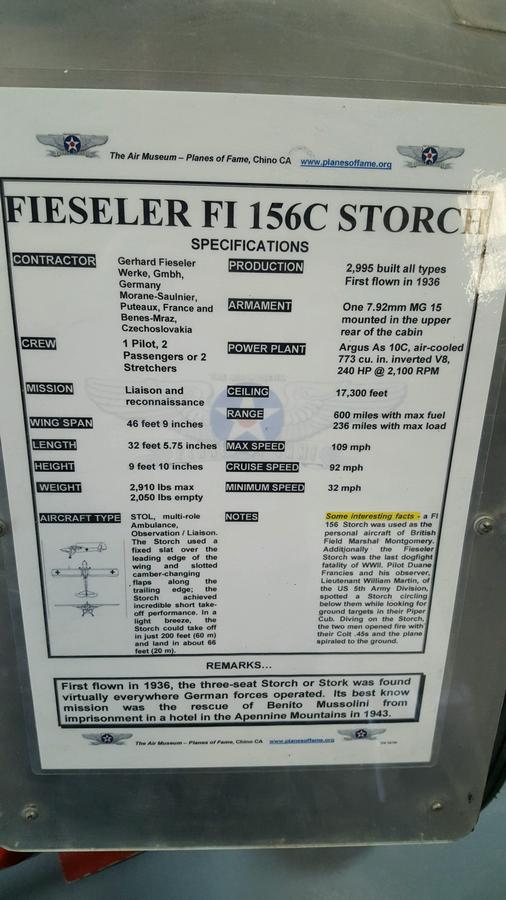 The Air Museum – Planes of Fame, Chino CA   www.planesoffame.org
FIESELER FI 156C STORCH
SPECIFICATIONS
CONTRACTOR
Gerhard Fieseler
Werke, Gmbh,
Germany
Morane-Saulnier,
Puteaux, France and
Benes-Mraz,
Czechoslovakia
PRODUCTION
2,995 built all types
First flown in 1936
ARMAMENT
One 7.92mm MG 15
mounted in the upper
rear of the cabin
CREW
1 Pilot, 2
Passengers or 2
Stretchers
POWER PLANT
Argus As 10C, air-cooled
773 cu. in. inverted V8,
240 HP @ 2,100 RPM
MISSION
Liaison and
reconnaissance
CEILING
17,300 feet
RANGE
600 miles with max fuel
236 miles with max load
WING SPAN
46 feet 9 inches
LENGTH
32 feet 5.75 inches
MAX SPEED
109 mph
HEIGHT
9 feet 10 inches
CRUISE SPEED
92 mph
WEIGHT
2,910 lbs max
2,050 lbs empty
MINIMUM SPEED
32 mph
AIRCRAFT TYPE
STOL, multi-role
Ambulance,
Observation / Liaison.
The Storch used a
fixed slat over the
leading edge of the
wing and slotted
camber-changing
flaps along the
trailing edge; the
Storch achieved
incredible short take-
off performance. In a
light breeze, the
Storch could take off
in just 200 feet (60 m)
and land in about 66
feet (20 m).
NOTES
Some interesting facts - a FI
156 Storch was used as the
personal aircraft of British
Field Marshal Montgomery.
Additionally the Fieseler
Storch was the last dogfight
fatality of WWII. Pilot Duane
Francies and his observer,
Lieutenant William Martin, of
the US 5th Army Division,
spotted a Storch circling
below them while looking for
ground targets in their Piper
Cub. Diving on the Storch,
the two men opened fire with
their Colt .45s and the plane
spiraled to the ground.
REMARKS…
First flown in 1936, the three-seat Storch or Stork was found
virtually everywhere German forces operated. Its best know
mission was the rescue of Benito Mussolini from
imprisonment in a hotel in the Apennine Mountains in 1943.
The Air Museum – Planes of Fame, Chino CA   www.planesoffame.org